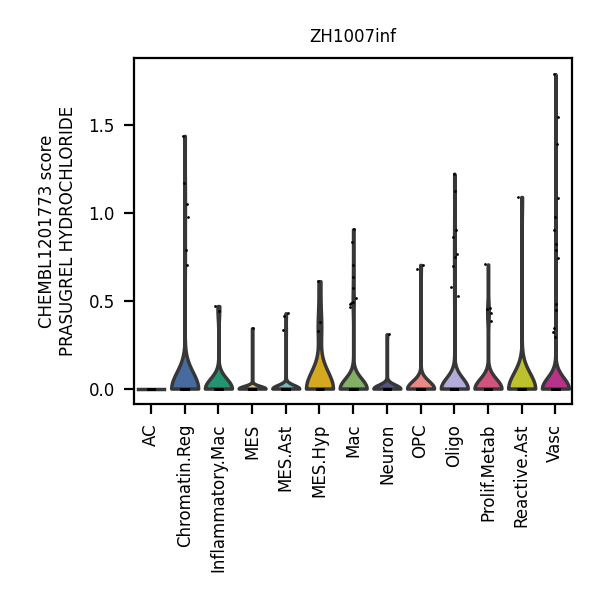 ZH1007inf
CHEMBL1201773 score
PRASUGREL HYDROCHLORIDE
1.5
1.0
0.5
0.0
AC
Chromatin.Reg
Inflammatory.Mac
MES
MES.Ast
MES.Hyp
Mac
Neuron
OPC
Oligo
Prolif.Metab
Reactive.Ast
Vasc